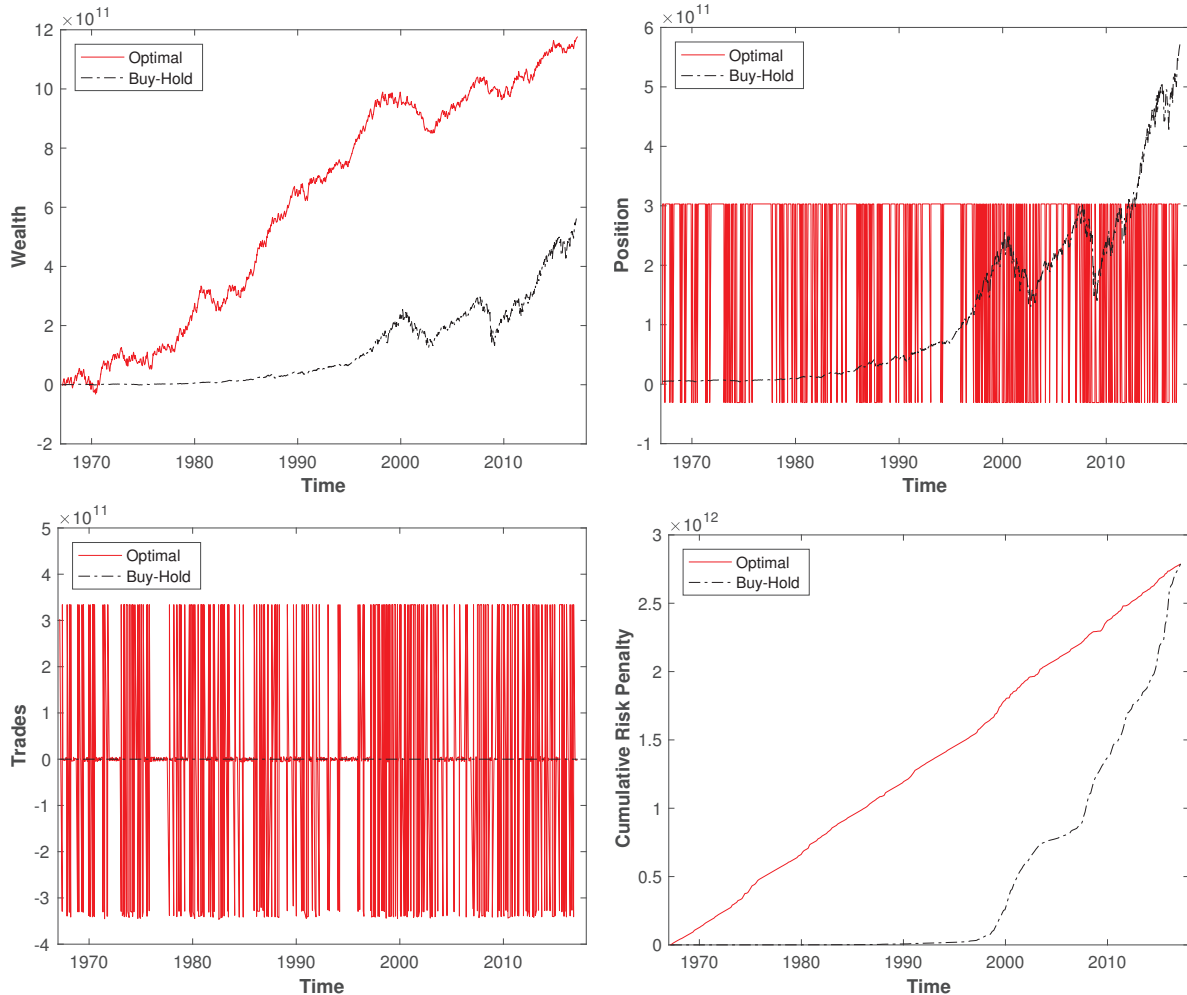 ×10^11
12
10
8
6
4
2
0
-2
Wealth
Optimal
Buy-Hold
1970 1980 1990 2000 2010
Time
×10^11
6
5
4
3
2
1
0
-1
Position
Optimal
Buy-Hold
1970 1980 1990 2000 2010
Time
×10^11
5
4
3
2
1
0
-1
-2
-3
-4
Trades
Optimal
Buy-Hold
1970 1980 1990 2000 2010
Time
×10^12
3
2.5
2
1.5
1
0.5
0
Cumulative Risk Penalty
Optimal
Buy-Hold
1970 1980 1990 2000 2010
Time